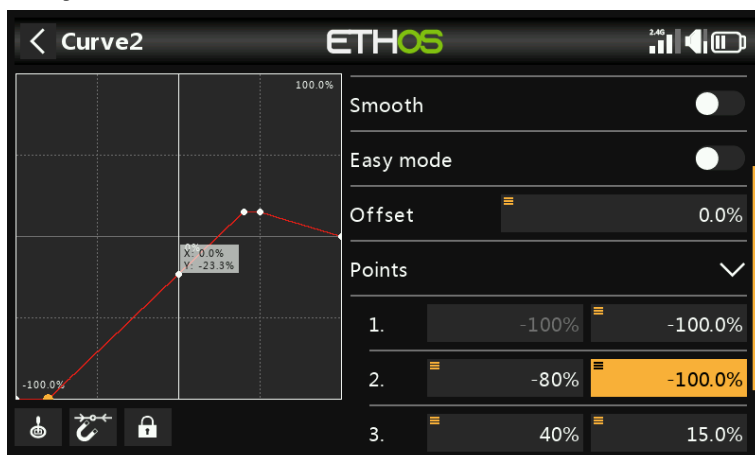 Curve2
ETHOS
2.4G
100.0%
Smooth
Easy mode
Offset
0.0%
X: 0.0%
Y: -23.3%
Points
1.
-100%
-100.0%
-100.0%
2.
-80%
-100.0%
3.
40%
15.0%